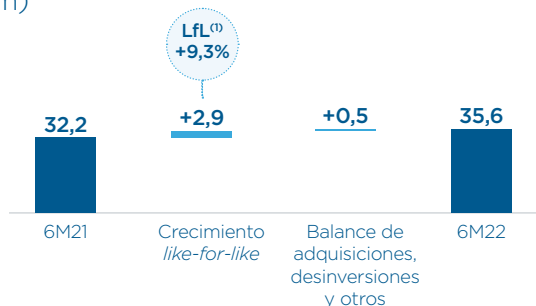 LfL(1)
+9,3%
32,2
+2,9
+0,5
35,6
6M21
Crecimiento
like-for-like
Balance de
adquisiciones,
desinversiones
y otros
6M22